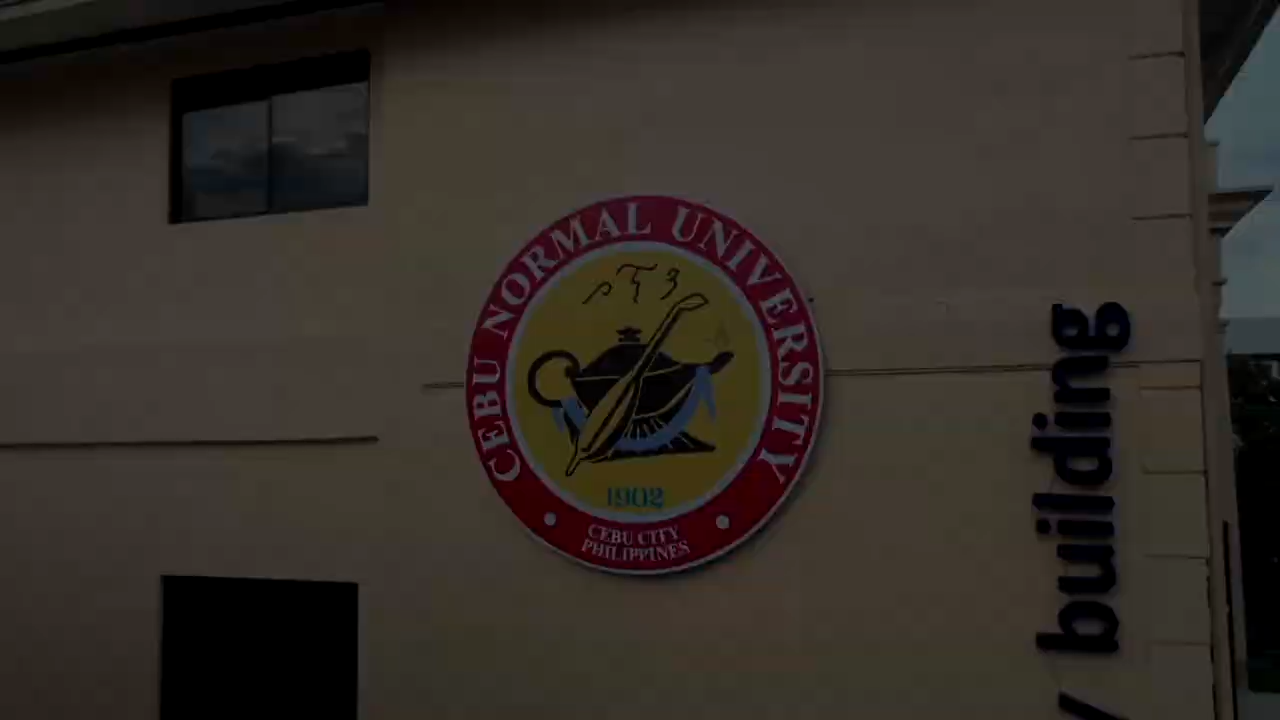 CEBU NORMAL UNIVERSITY
1902
CEBU CITY
PHILIPPINES
building